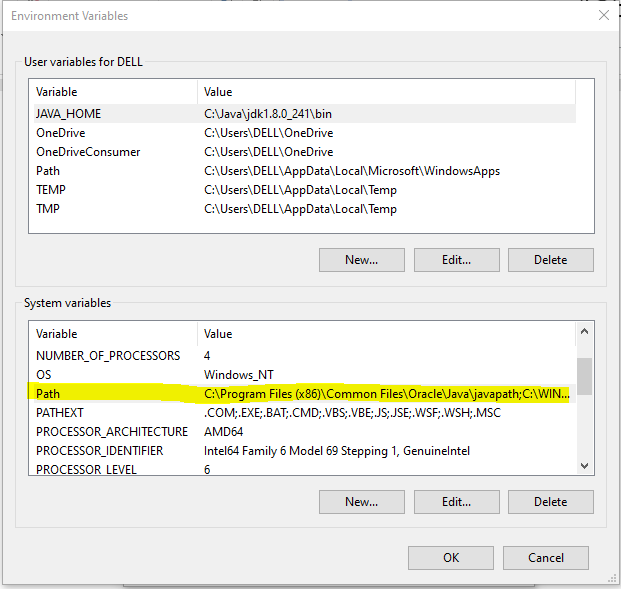 Environment Variables
User variables for DELL
Variable Value
JAVA_HOME C:\Java\jdk1.8.0_241\bin
OneDrive C:\Users\DELL\OneDrive
OneDriveConsumer C:\Users\DELL\OneDrive
Path C:\Users\DELL\AppData\Local\Microsoft\WindowsApps
TEMP C:\Users\DELL\AppData\Local\Temp
TMP C:\Users\DELL\AppData\Local\Temp
New... Edit... Delete
System variables
Variable Value
NUMBER_OF_PROCESSORS 4
OS Windows_NT
Path C:\Program Files (x86)\Common Files\Oracle\Java\javapath;C:\WIN...
PATHEXT .COM;.EXE;.BAT;.CMD;.VBS;.VBE;.JS;.JSE;.WSF;.WSH;.MSC
PROCESSOR_ARCHITECTURE AMD64
PROCESSOR_IDENTIFIER Intel64 Family 6 Model 69 Stepping 1, GenuineIntel
PROCESSOR_LEVEL 6
New... Edit... Delete
OK Cancel